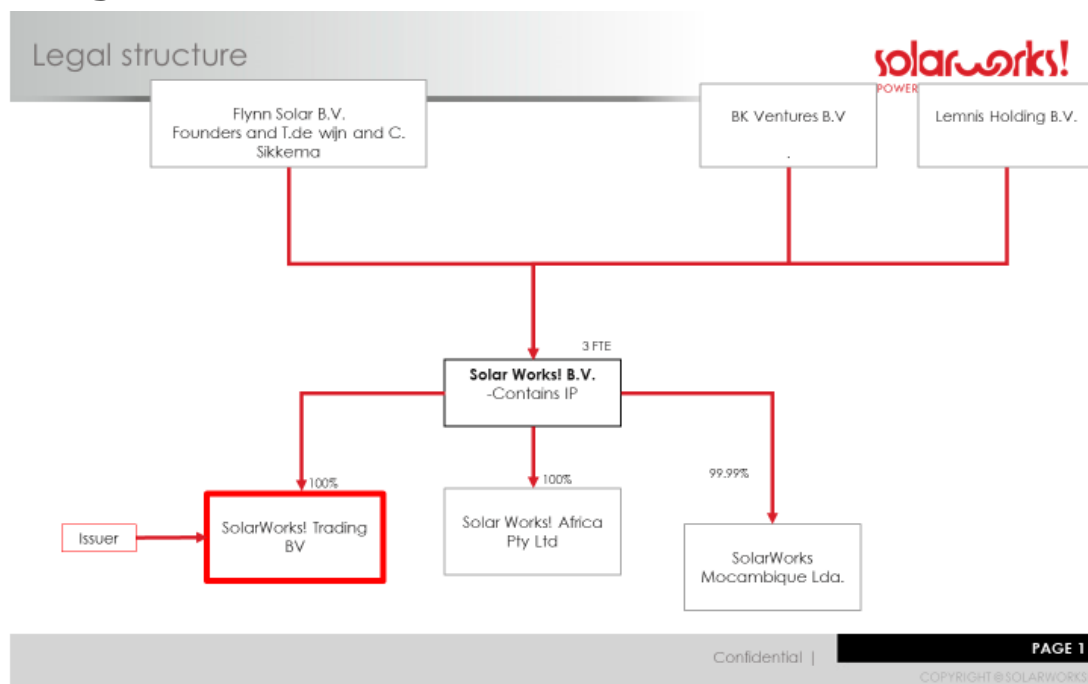 Legal structure
solarworks!
POWER
Flynn Solar B.V.
Founders and T.de wijn and C.
Sikkema
BK Ventures B.V
.
Lemnis Holding B.V.
3 FTE
Solar Works! B.V.
-Contains IP
100%
100%
99.99%
Issuer
SolarWorks! Trading
BV
Solar Works! Africa
Pty Ltd
SolarWorks
Mocambique Lda.
Confidential |
PAGE 1
COPYRIGHT@SOLARWORKS